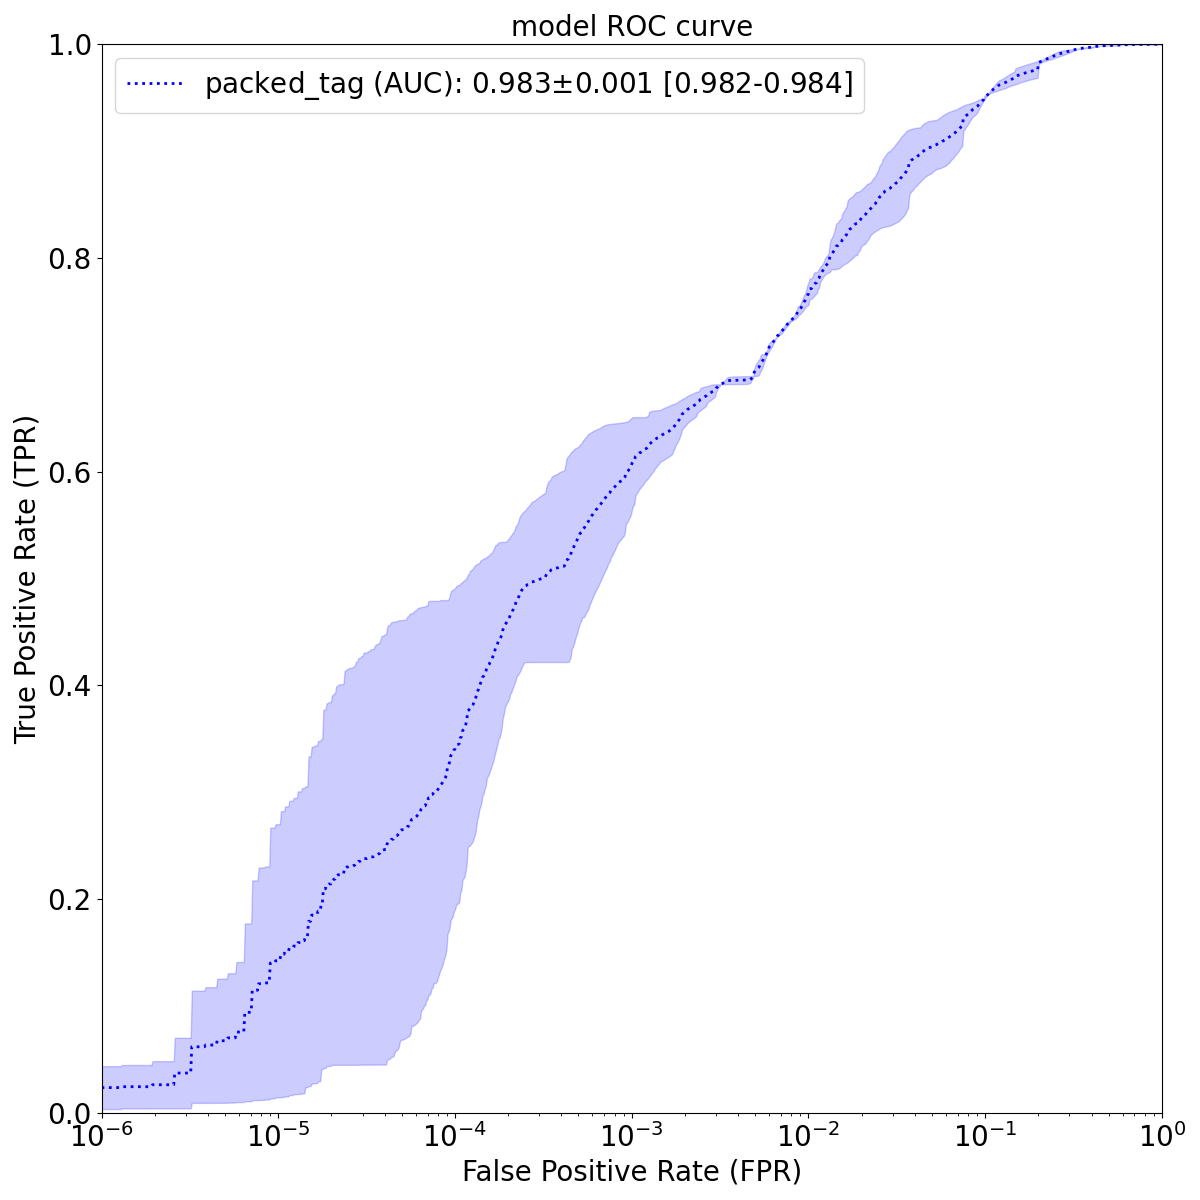 model ROC curve
packed_tag (AUC): 0.983±0.001 [0.982-0.984]
1.0
0.8
0.6
0.4
0.2
0.0
True Positive Rate (TPR)
10⁻⁶ 10⁻⁵ 10⁻⁴ 10⁻³ 10⁻² 10⁻¹ 10⁰
False Positive Rate (FPR)